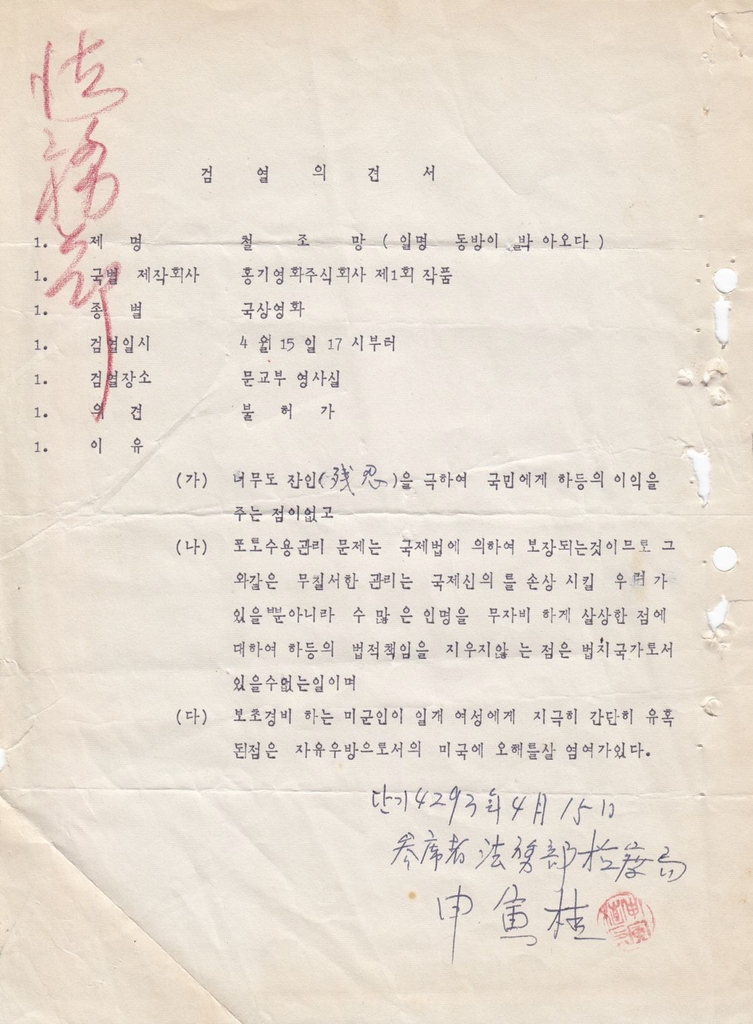 法務部
검 열 의 견 서
1. 제 명 철 조 망 ( 일명 동방이 밝 아오다 )
1. 국별 제작회사 홍기영화주식회사 제1회 작품
1. 종 별 국상영화
1. 검열일시 4 월 15 일 17 시부터
1. 검열장소 문교부 영사실
1. 의 견 불 허 가
1. 이 유
(가) 너무도 잔인(残忍)을 극하여 국민에게 하등의 이익을
주는 점이없고
(나) 포로수용관리 문제는 국제법에 의하여 보장되는것이므로 그
와같은 무질서한 관리는 국제신의 를 손상 시킬 우려 가
있을뿐아니라 수 많 은 인명을 무자비 하게 살상한 점에
대하여 하등의 법적책임을 지우지않 는 점은 법치국가로서
있을수없는일이며
(다) 보초경비 하는 미군인이 일개 여성에게 지극히 간단히 유혹
된점은 자유우방으로서의 미국에 오해를살 염여가있다.
단기4293年4月15日
参席者 法務部 检察局
申寅植